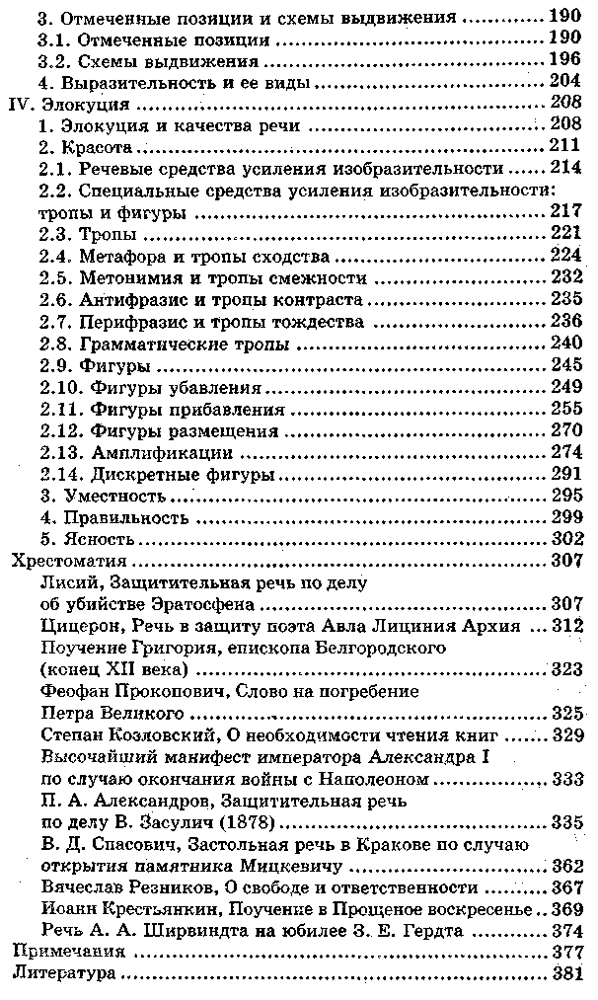 3. Отмеченные позиции и схемы выдвижения ............ 190
3.1. Отмеченные позиции ............ 190
3.2. Схемы выдвижения ............ 196
4. Выразительность и ее виды ............ 204
IV. Элокуция ............ 208
1. Элокуция и качества речи ............ 208
2. Красота ............ 211
2.1. Речевые средства усиления изобразительности ...... 214
2.2. Специальные средства усиления изобразительности:
тропы и фигуры ............ 217
2.3. Тропы ............ 221
2.4. Метафора и тропы сходства ............ 224
2.5. Метонимия и тропы смежности ............ 232
2.6. Антифразис и тропы контраста ............ 235
2.7. Перифразис и тропы тождества ............ 236
2.8. Грамматические тропы ............ 240
2.9. Фигуры ............ 245
2.10. Фигуры убавления ............ 249
2.11. Фигуры прибавления ............ 255
2.12. Фигуры размещения ............ 270
2.13. Амплификации ............ 274
2.14. Дискретные фигуры ............ 291
3. Уместность ............ 295
4. Правильность ............ 299
5. Ясность ............ 302
Хрестоматия ............ 307
Лисий, Защитительная речь по делу
об убийстве Эратосфена ............ 307
Цицерон, Речь в защиту поэта Авла Лициния Архия ... 312
Поучение Григория, епископа Белгородского
(конец XII века) ............ 323
Феофан Прокопович, Слово на погребение
Петра Великого ............ 325
Степан Козловский, О необходимости чтения книг ....... 329
Высочайший манифест императора Александра I
по случаю окончания войны с Наполеоном ............ 333
П. А. Александров, Защитительная речь
по делу В. Засулич (1878) ............ 335
В. Д. Спасович, Застольная речь в Кракове по случаю
открытия памятника Мицкевичу ............ 362
Вячеслав Резников, О свободе и ответственности .......... 367
Иоанн Крестьянкин, Поучение в Прощеное воскресенье .. 369
Речь А. А. Ширвиндта на юбилее З. Е. Гердта ............ 374
Примечания ............ 377
Литература ............ 381